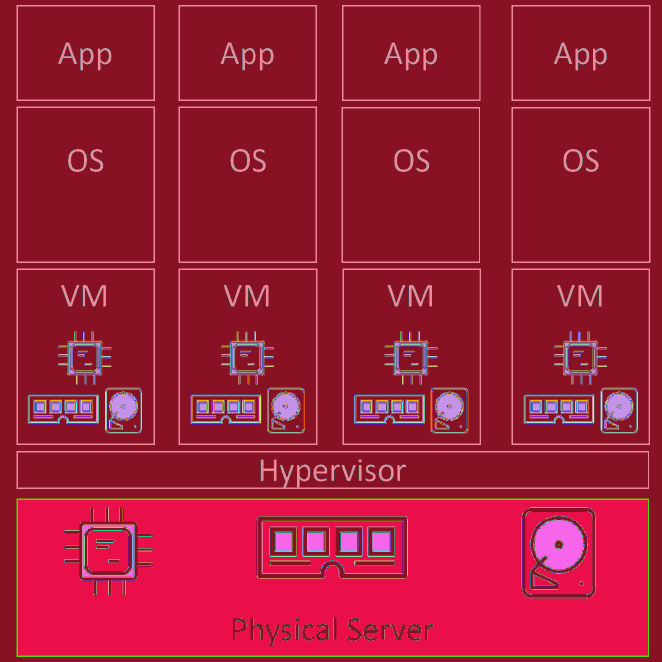 App App App App
OS OS OS OS
VM VM VM VM
Hypervisor
Physical Server